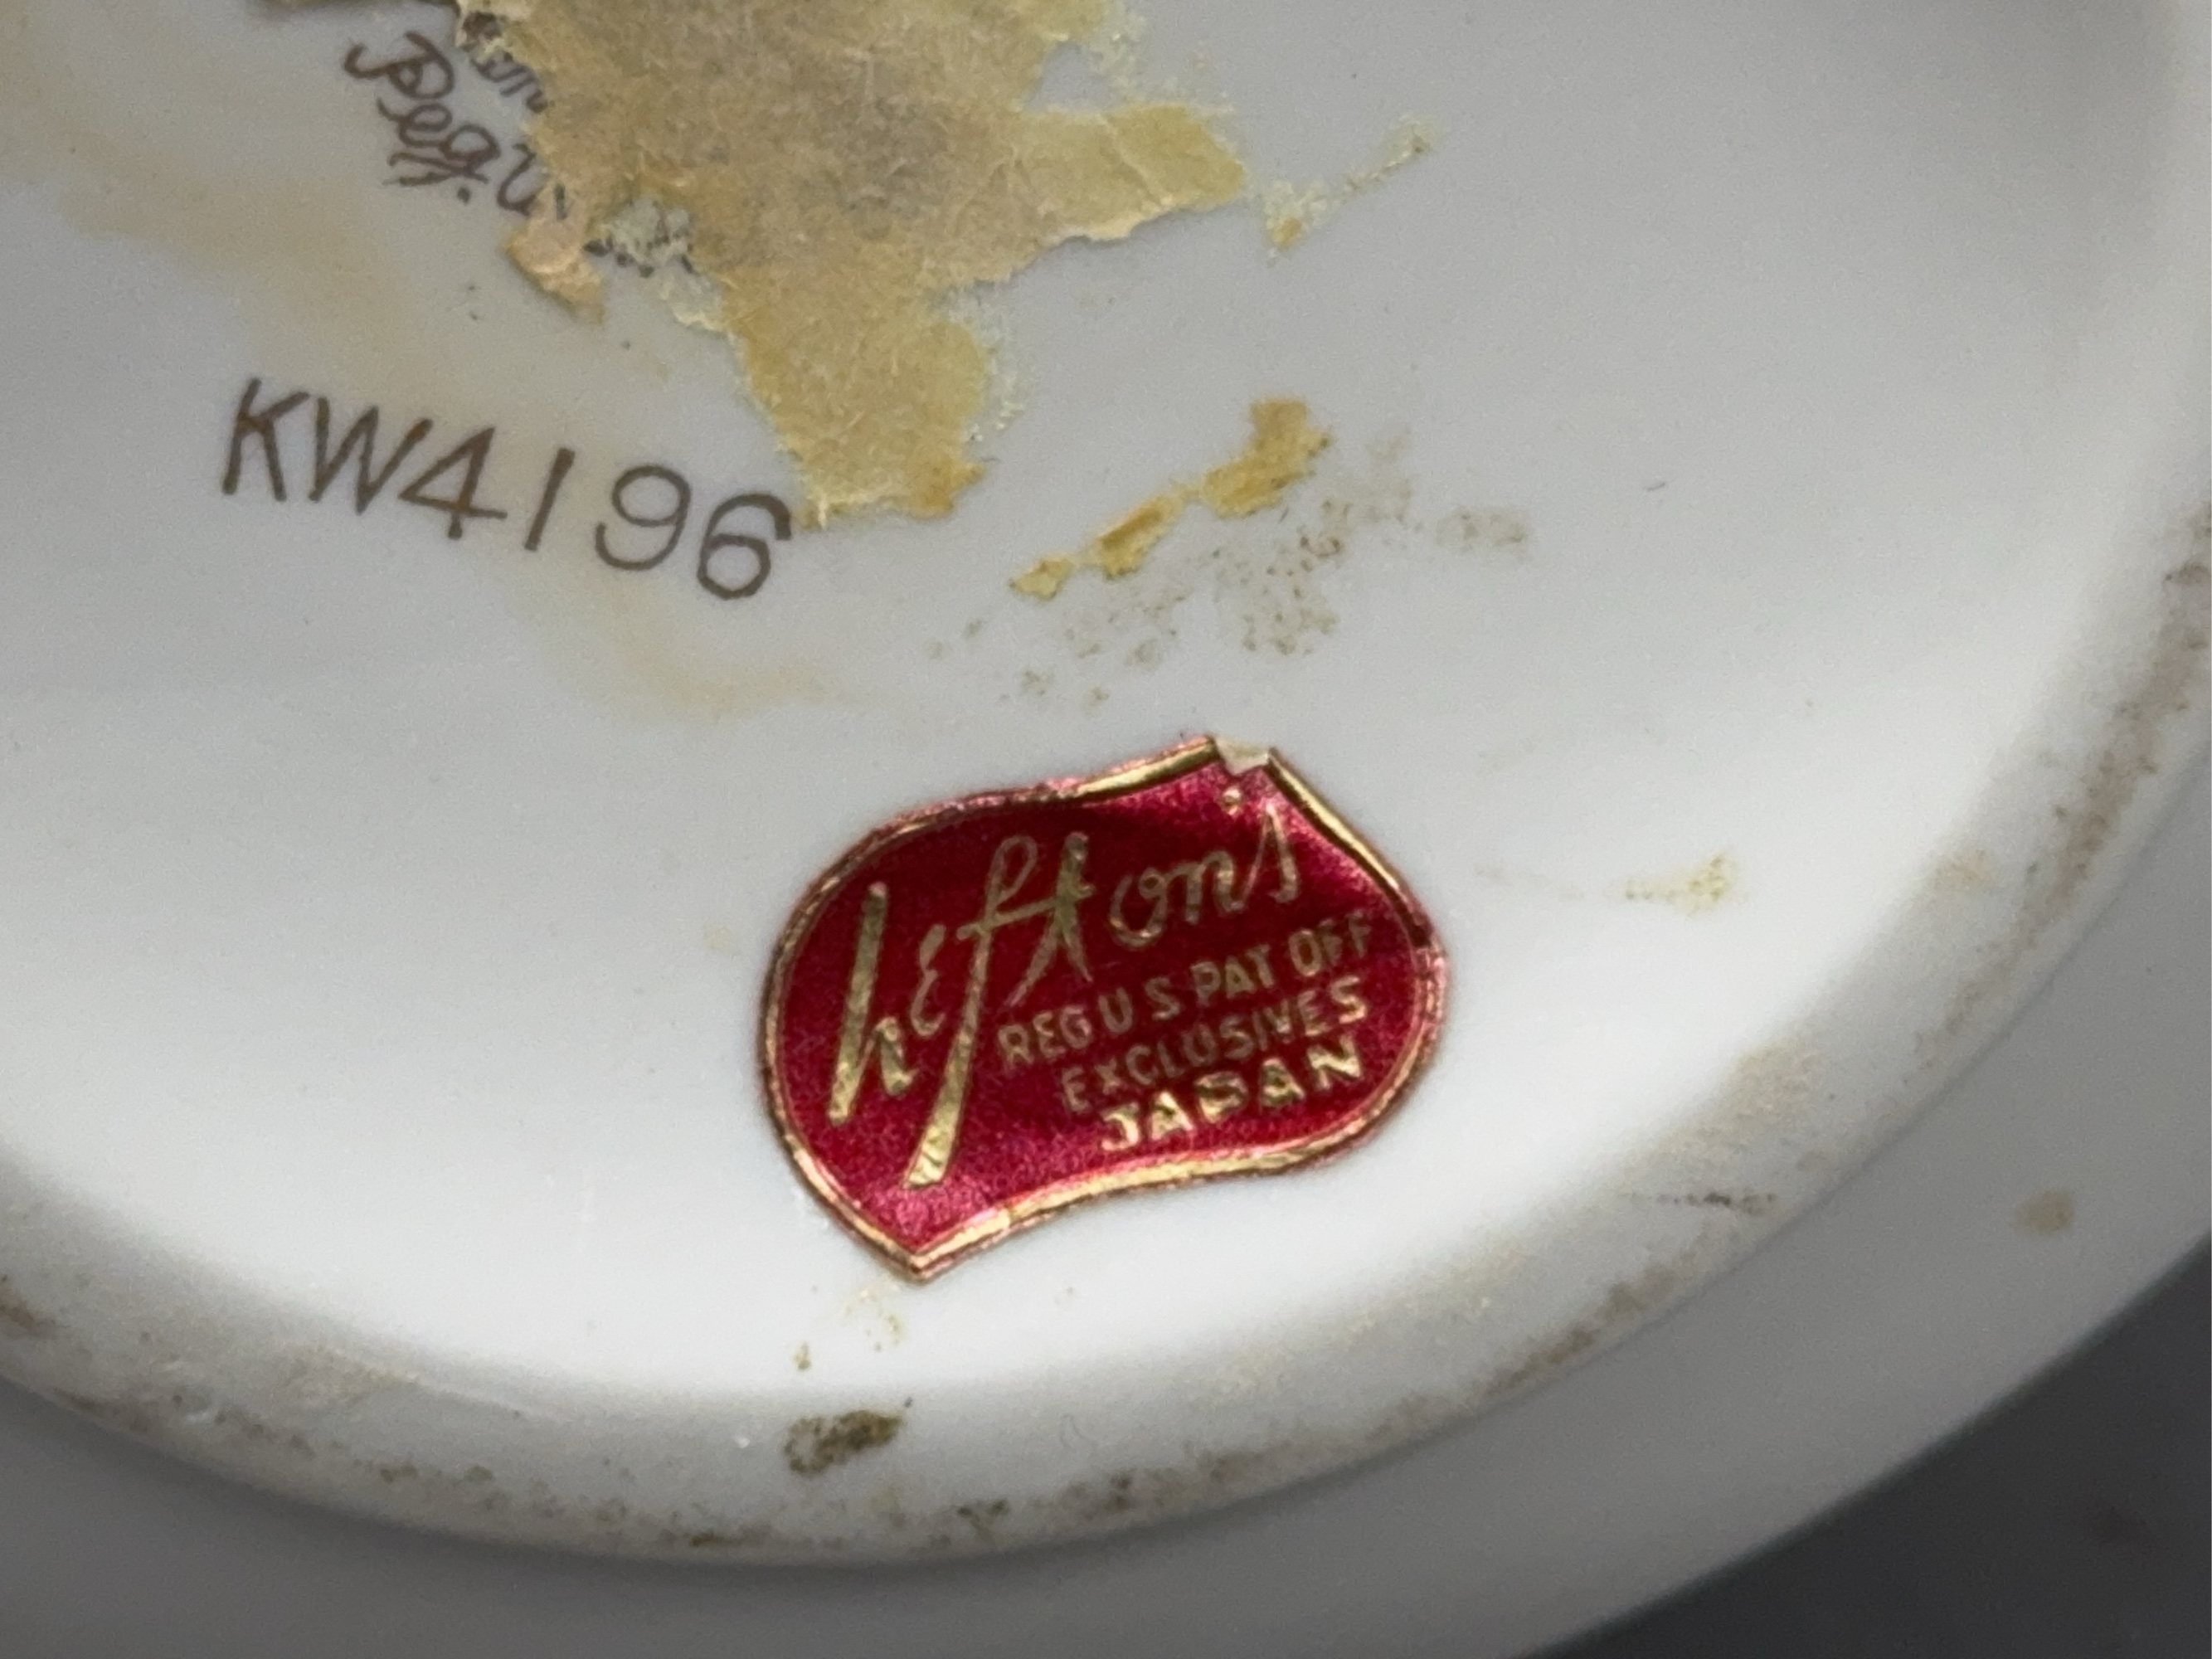 Reg. U
KW4196
Lefton's
REG U S PAT OFF
EXCLUSIVES
JAPAN